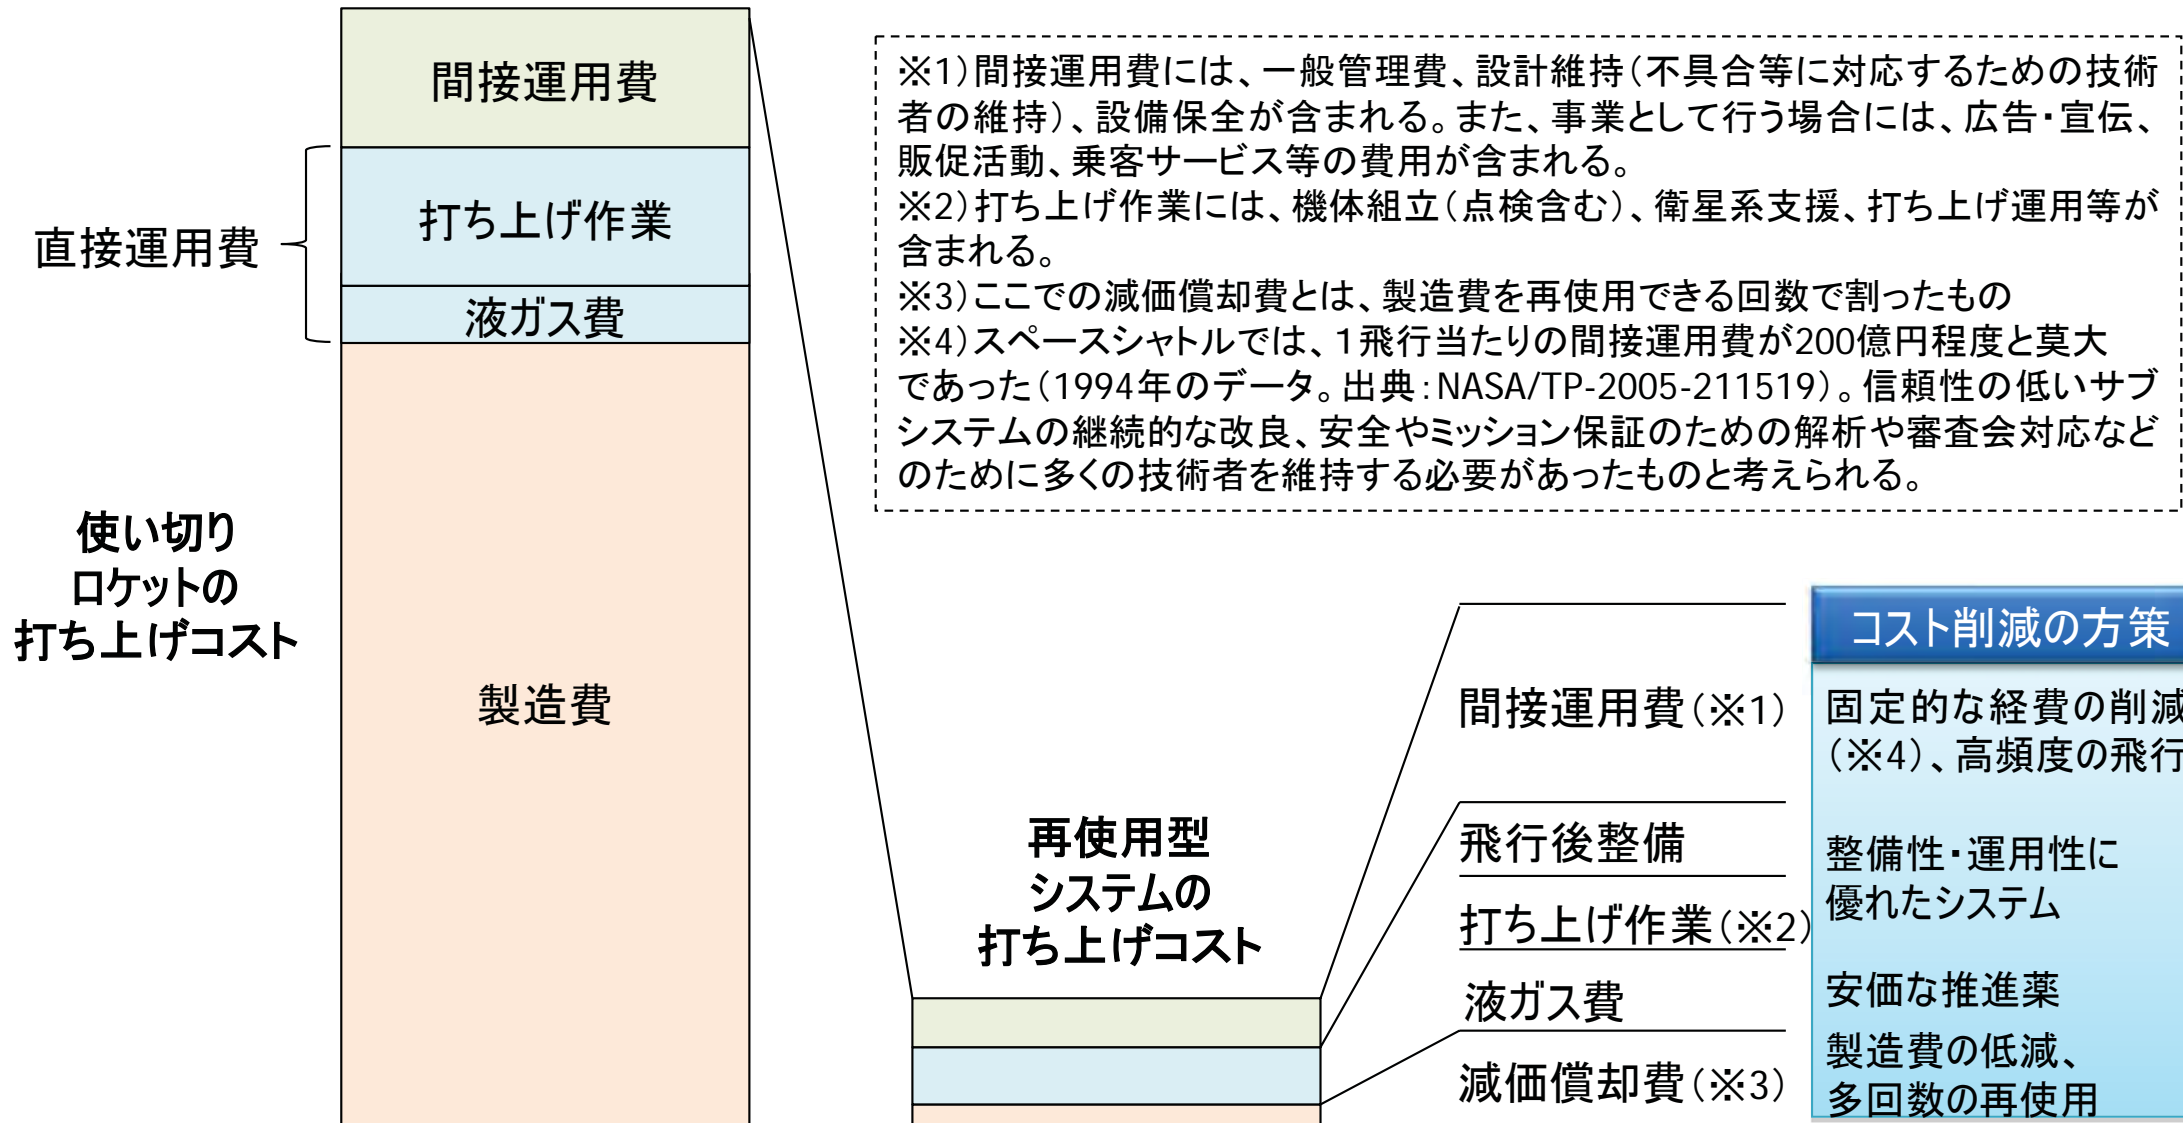 間接運用費
打ち上げ作業
液ガス費
直接運用費
使い切り
ロケットの
打ち上げコスト
製造費
※1)間接運用費には、一般管理費、設計維持(不具合等に対応するための技術
者の維持)、設備保全が含まれる。また、事業として行う場合には、広告・宣伝、
販促活動、乗客サービス等の費用が含まれる。
※2)打ち上げ作業には、機体組立(点検含む)、衛星系支援、打ち上げ運用等が
含まれる。
※3)ここでの減価償却費とは、製造費を再使用できる回数で割ったもの
※4)スペースシャトルでは、1飛行当たりの間接運用費が200億円程度と莫大
であった(1994年のデータ。出典:NASA/TP-2005-211519)。信頼性の低いサブ
システムの継続的な改良、安全やミッション保証のための解析や審査会対応など
のために多くの技術者を維持する必要があったものと考えられる。
再使用型
システムの
打ち上げコスト
間接運用費(※1)
飛行後整備
打ち上げ作業(※2)
液ガス費
減価償却費(※3)
コスト削減の方策
固定的な経費の削減
(※4)、高頻度の飛行
整備性・運用性に
優れたシステム
安価な推進薬
製造費の低減、
多回数の再使用